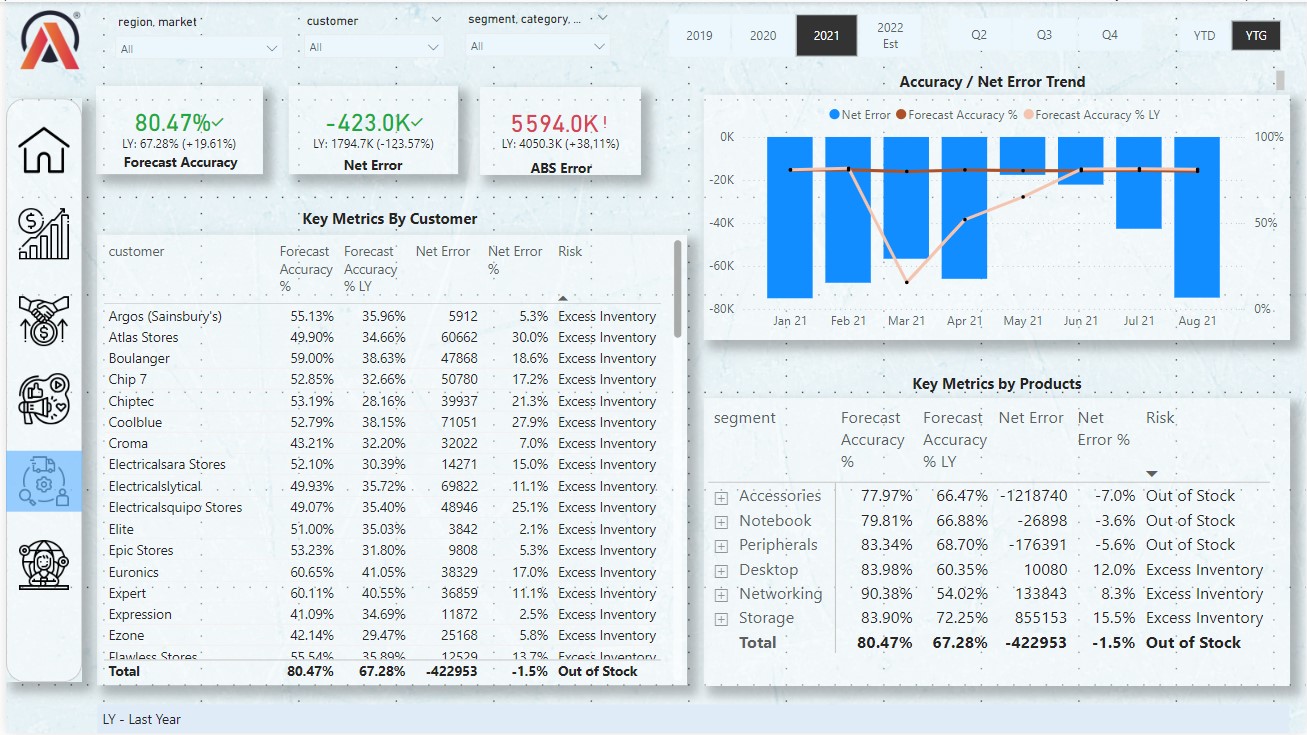 region, market
customer
segment, category, ...
All
All
All
2019
2020
2021
2022
Est
Q2
Q3
Q4
YTD
YTG
80.47%✓
LY: 67.28% (+19.61%)
Forecast Accuracy
-423.0K✓
LY: 1794.7K (-123.57%)
Net Error
5594.0K!
LY: 4050.3K (+38,11%)
ABS Error
Accuracy / Net Error Trend
Net Error Forecast Accuracy % Forecast Accuracy % LY
0K
-20K
-40K
-60K
-80K
100%
50%
0%
Jan 21 Feb 21 Mar 21 Apr 21 May 21 Jun 21 Jul 21 Aug 21
Key Metrics By Customer
customer Forecast Accuracy % Forecast Accuracy % LY Net Error Net Error % Risk
Argos (Sainsbury's) 55.13% 35.96% 5912 5.3% Excess Inventory
Atlas Stores 49.90% 34.66% 60662 30.0% Excess Inventory
Boulanger 59.00% 38.63% 47868 18.6% Excess Inventory
Chip 7 52.85% 32.66% 50780 17.2% Excess Inventory
Chiptec 53.19% 28.16% 39937 21.3% Excess Inventory
Coolblue 52.79% 38.15% 71051 27.9% Excess Inventory
Croma 43.21% 32.20% 32022 7.0% Excess Inventory
Electricalsara Stores 52.10% 30.39% 14271 15.0% Excess Inventory
Electricalslytical 49.93% 35.72% 69822 11.1% Excess Inventory
Electricalsquipo Stores 49.07% 35.40% 48946 25.1% Excess Inventory
Elite 51.00% 35.03% 3842 2.1% Excess Inventory
Epic Stores 53.23% 31.80% 9808 5.3% Excess Inventory
Euronics 60.65% 41.05% 38329 17.0% Excess Inventory
Expert 60.11% 40.55% 36859 11.1% Excess Inventory
Expression 41.09% 34.69% 11872 2.5% Excess Inventory
Ezone 42.14% 29.47% 25168 5.8% Excess Inventory
Flawless Stores 55.54% 35.89% 12529 13.7% Excess Inventory
Total 80.47% 67.28% -422953 -1.5% Out of Stock
Key Metrics by Products
segment Forecast Accuracy % Forecast Accuracy % LY Net Error Net Error % Risk
Accessories 77.97% 66.47% -1218740 -7.0% Out of Stock
Notebook 79.81% 66.88% -26898 -3.6% Out of Stock
Peripherals 83.34% 68.70% -176391 -5.6% Out of Stock
Desktop 83.98% 60.35% 10080 12.0% Excess Inventory
Networking 90.38% 54.02% 133843 8.3% Excess Inventory
Storage 83.90% 72.25% 855153 15.5% Excess Inventory
Total 80.47% 67.28% -422953 -1.5% Out of Stock
LY - Last Year